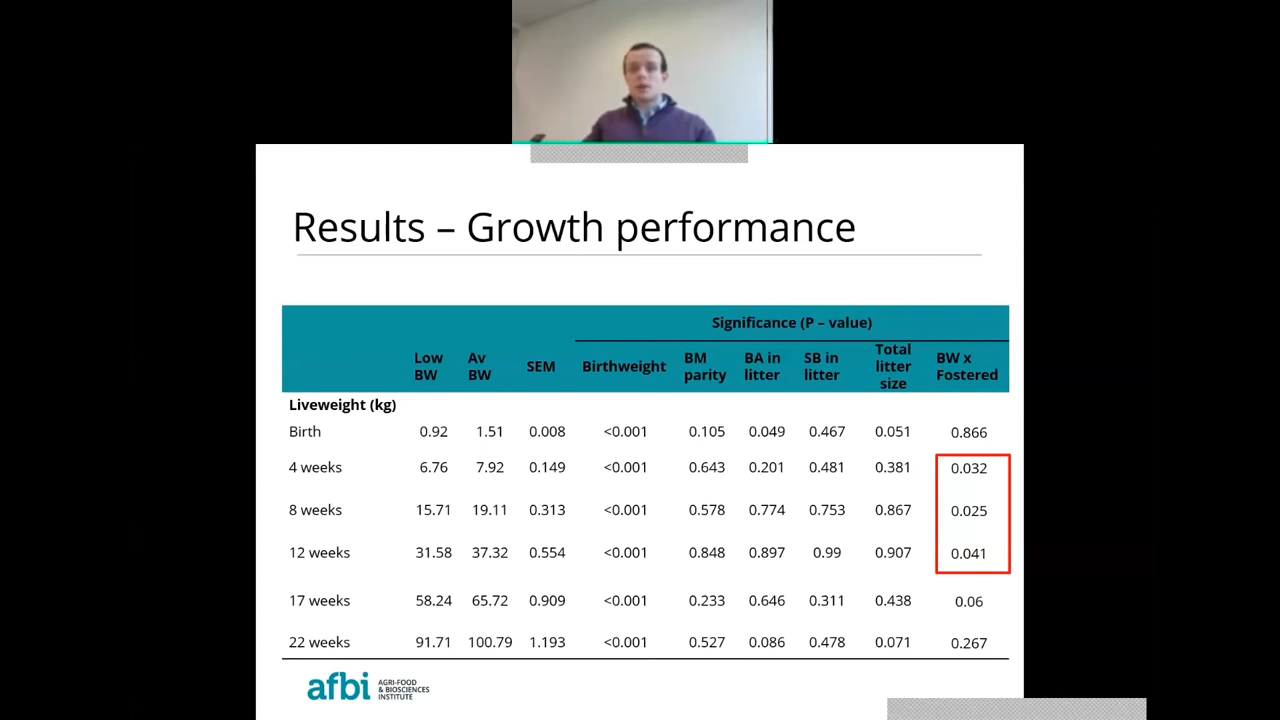 Results – Growth performance
Significance (P – value)
Low BW Av BW SEM Birthweight BM parity BA in litter SB in litter Total litter size BW x Fostered
Liveweight (kg)
Birth 0.92 1.51 0.008 <0.001 0.105 0.049 0.467 0.051 0.866
4 weeks 6.76 7.92 0.149 <0.001 0.643 0.201 0.481 0.381 0.032
8 weeks 15.71 19.11 0.313 <0.001 0.578 0.774 0.753 0.867 0.025
12 weeks 31.58 37.32 0.554 <0.001 0.848 0.897 0.99 0.907 0.041
17 weeks 58.24 65.72 0.909 <0.001 0.233 0.646 0.311 0.438 0.06
22 weeks 91.71 100.79 1.193 <0.001 0.527 0.086 0.478 0.071 0.267
afbi
AGRI-FOOD
& BIOSCIENCES
INSTITUTE